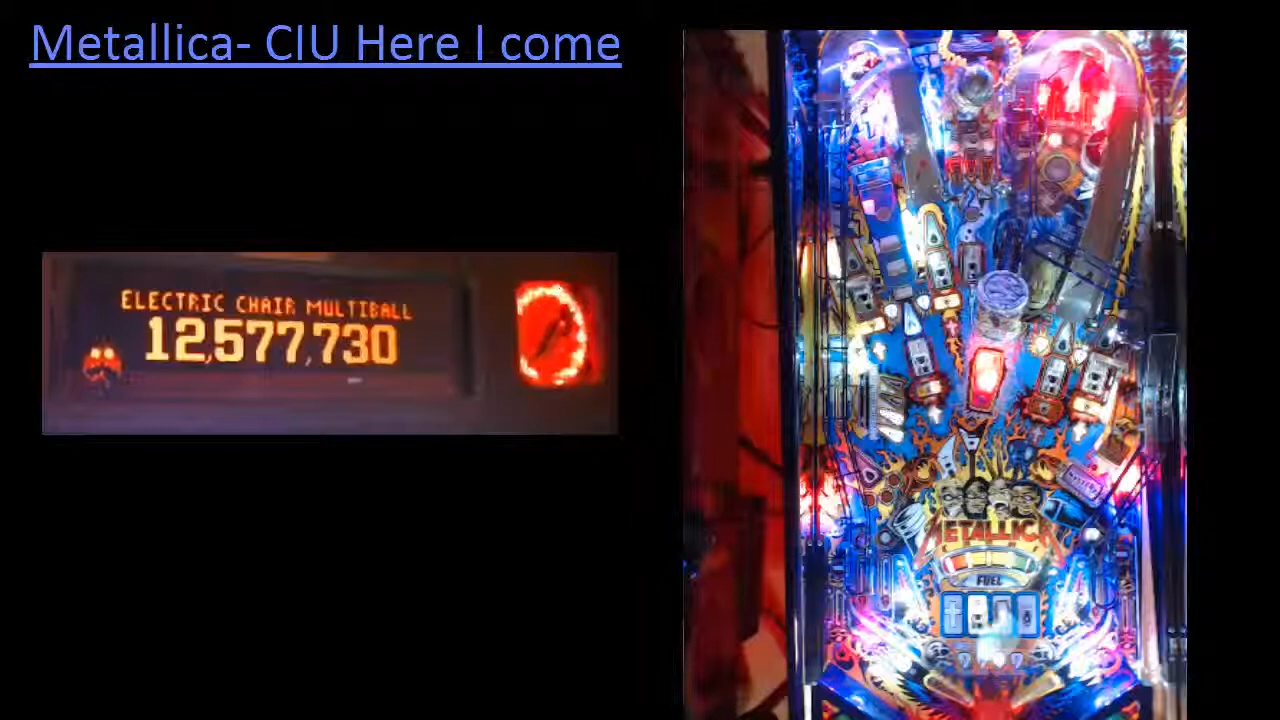 Metallica- CIU Here I come
ELECTRIC CHAIR MULTIBALL
12,577,730
METALLICA
FUEL